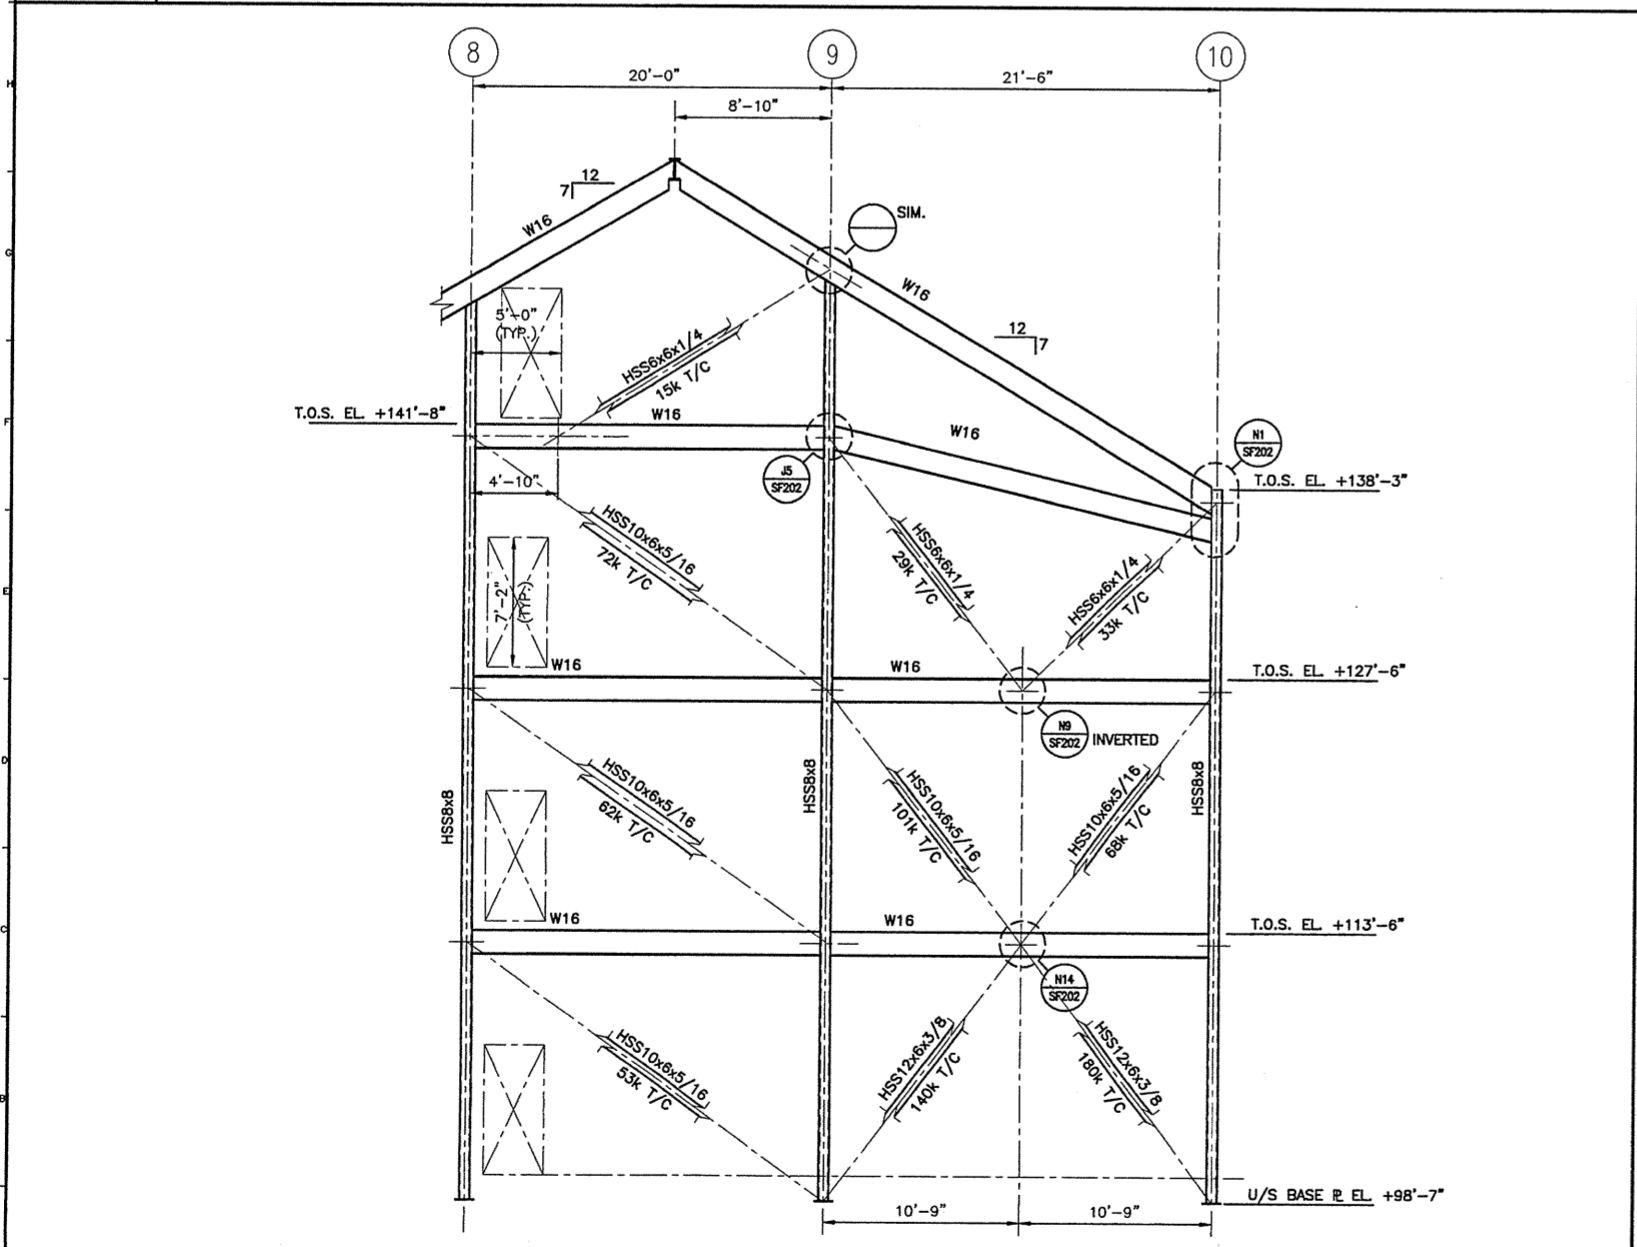 8
9
10
20'-0"
21'-6"
8'-10"
12
7
W16
SIM.
W16
12
7
5'-0"
(TYP.)
HSS6x6x1/4
15k T/C
T.O.S. EL. +141'-8"
W16
W16
N1
SF202
J5
SF202
4'-10"
T.O.S. EL. +138'-3"
HSS10x6x5/16
72k T/C
HSS6x6x1/4
29k T/C
HSS6x6x1/4
33k T/C
7'-2"
(TYP.)
W16
W16
T.O.S. EL. +127'-6"
N9
SF202
INVERTED
HSS8x8
HSS10x6x5/16
62k T/C
HSS8x8
HSS10x6x5/16
101k T/C
HSS10x6x5/16
68k T/C
HSS8x8
W16
W16
T.O.S. EL. +113'-6"
N14
SF202
HSS10x6x5/16
53k T/C
HSS12x6x3/8
140k T/C
HSS12x6x3/8
180k T/C
U/S BASE PL EL. +98'-7"
10'-9"
10'-9"
H
G
F
E
D
C
B